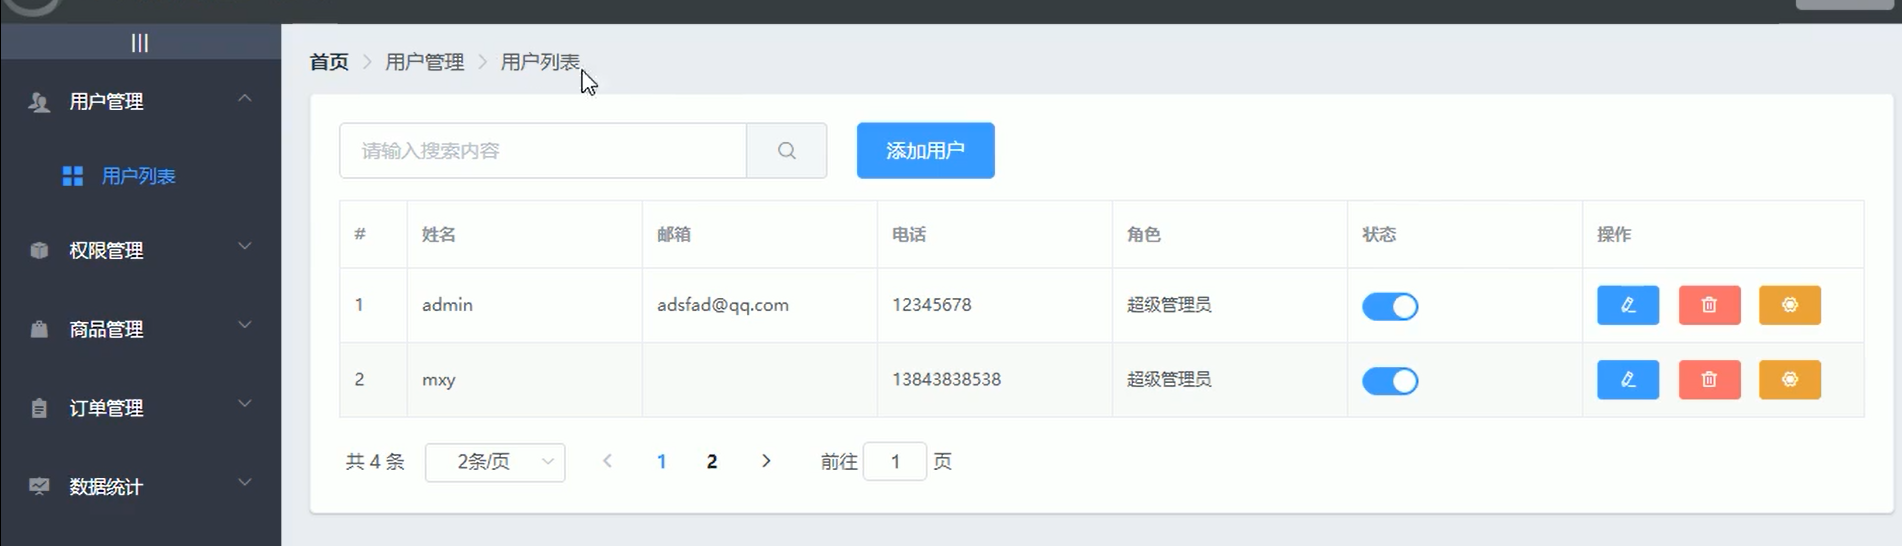 |||
首页 > 用户管理 > 用户列表
用户管理
用户列表
权限管理
商品管理
订单管理
数据统计
请输入搜索内容
添加用户
# 姓名 邮箱 电话 角色 状态 操作
1 admin adsfad@qq.com 12345678 超级管理员
2 mxy 13843838538 超级管理员
共 4 条 2条/页 < 1 2 > 前往 1 页